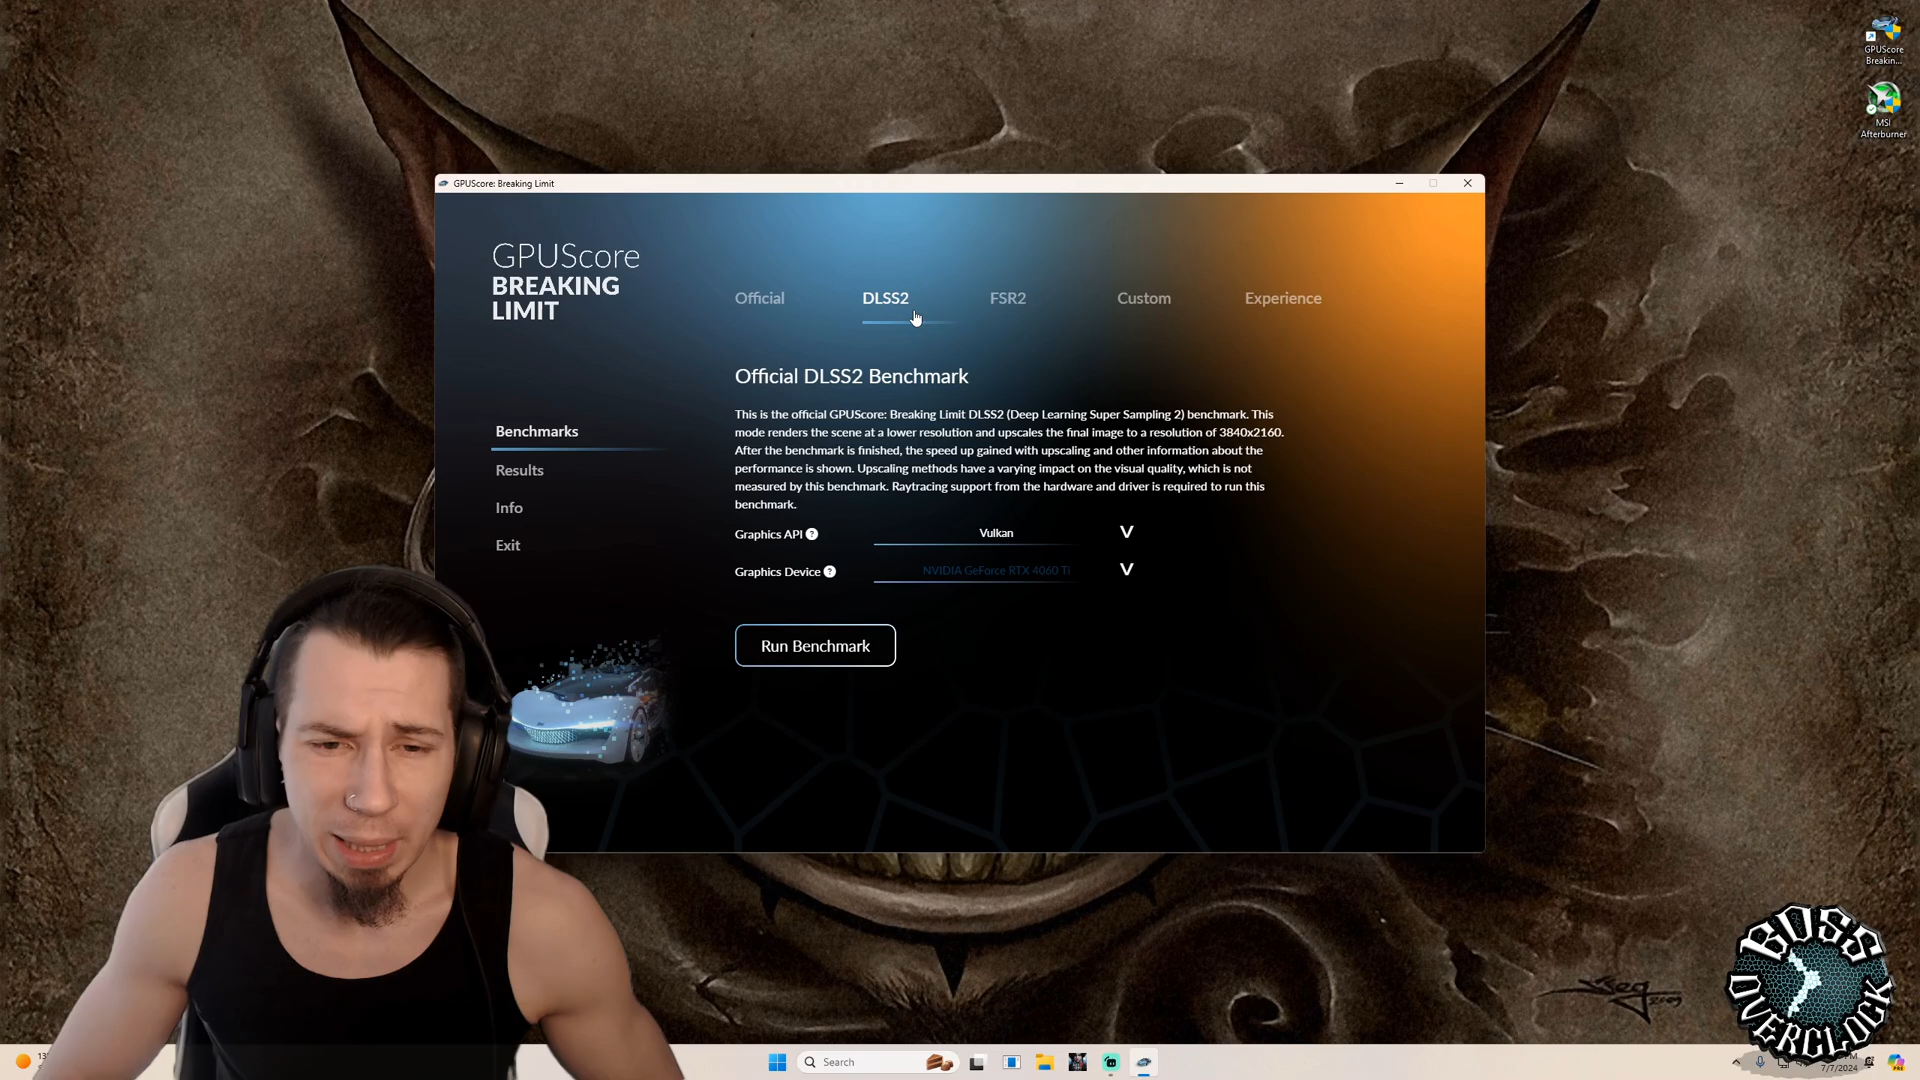 GPUScore
Breakin...
MSI
Afterburner
GPUScore: Breaking Limit
GPUScore
BREAKING
LIMIT
Official DLSS2 FSR2 Custom Experience
Benchmarks
Results
Info
Exit
Official DLSS2 Benchmark
This is the official GPUScore: Breaking Limit DLSS2 (Deep Learning Super Sampling 2) benchmark. This
mode renders the scene at a lower resolution and upscales the final image to a resolution of 3840x2160.
After the benchmark is finished, the speed up gained with upscaling and other information about the
performance is shown. Upscaling methods have a varying impact on the visual quality, which is not
measured by this benchmark. Raytracing support from the hardware and driver is required to run this
benchmark.
Graphics API ? Vulkan V
Graphics Device ? NVIDIA GeForce RTX 4060 Ti V
Run Benchmark
BOSS
OVERCLOCK
Search
7/7/2024
PRE